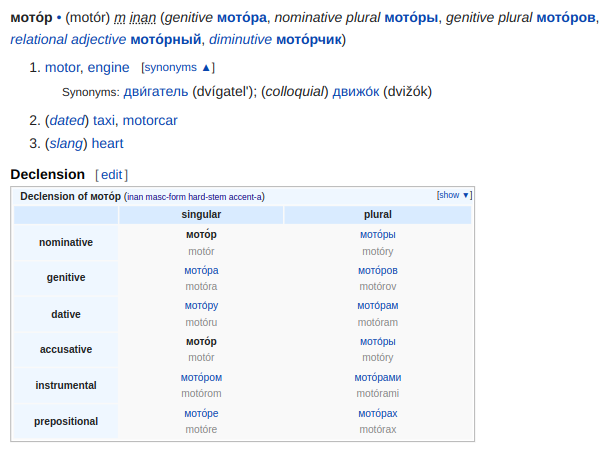 мото́р • (motór) m inan (genitive мото́ра, nominative plural мото́ры, genitive plural мото́ров,
relational adjective мото́рный, diminutive мото́рчик)
1. motor, engine [synonyms ▲]
Synonyms: дви́гатель (dvígatelʹ); (colloquial) движо́к (dvižók)
2. (dated) taxi, motorcar
3. (slang) heart
Declension [edit]
Declension of мото́р (inan masc-form hard-stem accent-a) [show ▼]
singular plural
nominative мото́р motór мото́ры motóry
genitive мото́ра motóra мото́ров motórov
dative мото́ру motóru мото́рам motóram
accusative мото́р motór мото́ры motóry
instrumental мото́ром motórom мото́рами motórami
prepositional мото́ре motóre мото́рах motórax